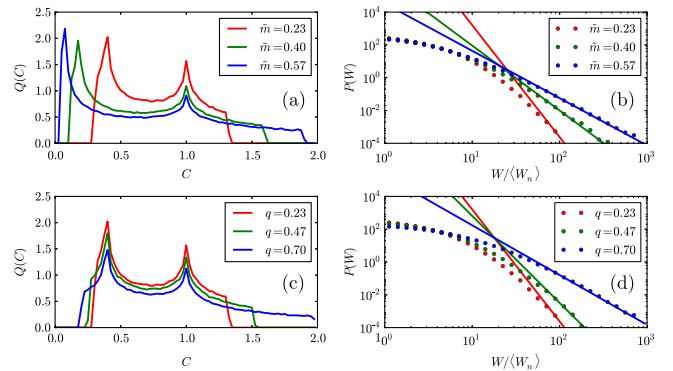 2.5
2.0
1.5
1.0
0.5
0.0
Q(C)
m̃ = 0.23
m̃ = 0.40
m̃ = 0.57
(a)
0.0 0.5 1.0 1.5 2.0
C
10^4
10^2
10^0
10^-2
10^-4
P(W)
m̃ = 0.23
m̃ = 0.40
m̃ = 0.57
(b)
10^0 10^1 10^2 10^3
W/⟨W_n⟩
2.5
2.0
1.5
1.0
0.5
0.0
Q(C)
q = 0.23
q = 0.47
q = 0.70
(c)
0.0 0.5 1.0 1.5 2.0
C
10^4
10^2
10^0
10^-2
10^-4
P(W)
q = 0.23
q = 0.47
q = 0.70
(d)
10^0 10^1 10^2 10^3
W/⟨W_n⟩